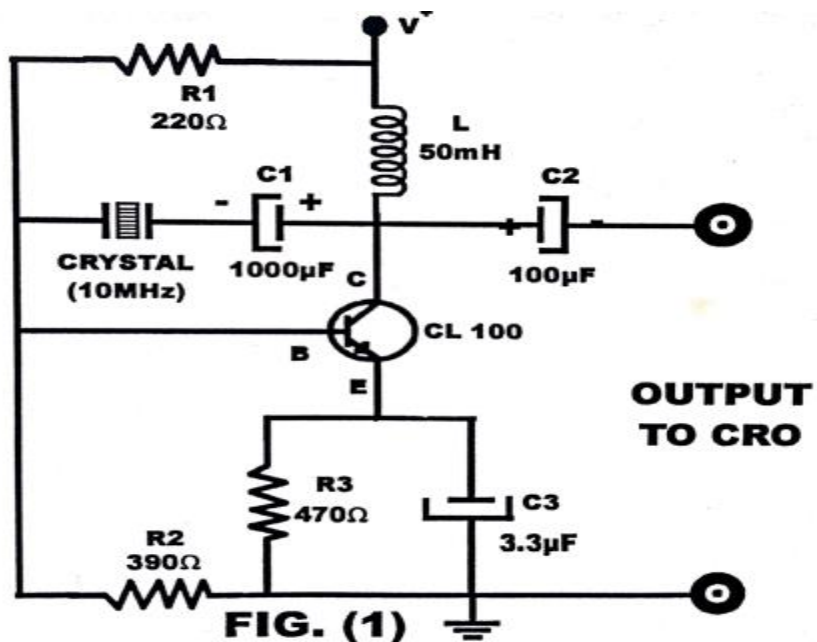 V+
R1
220Ω
L
50mH
C1
- +
1000μF
C2
+ -
100μF
CRYSTAL
(10MHz)
C
B
E
CL 100
OUTPUT
TO CRO
R3
470Ω
C3
3.3μF
R2
390Ω
FIG. (1)